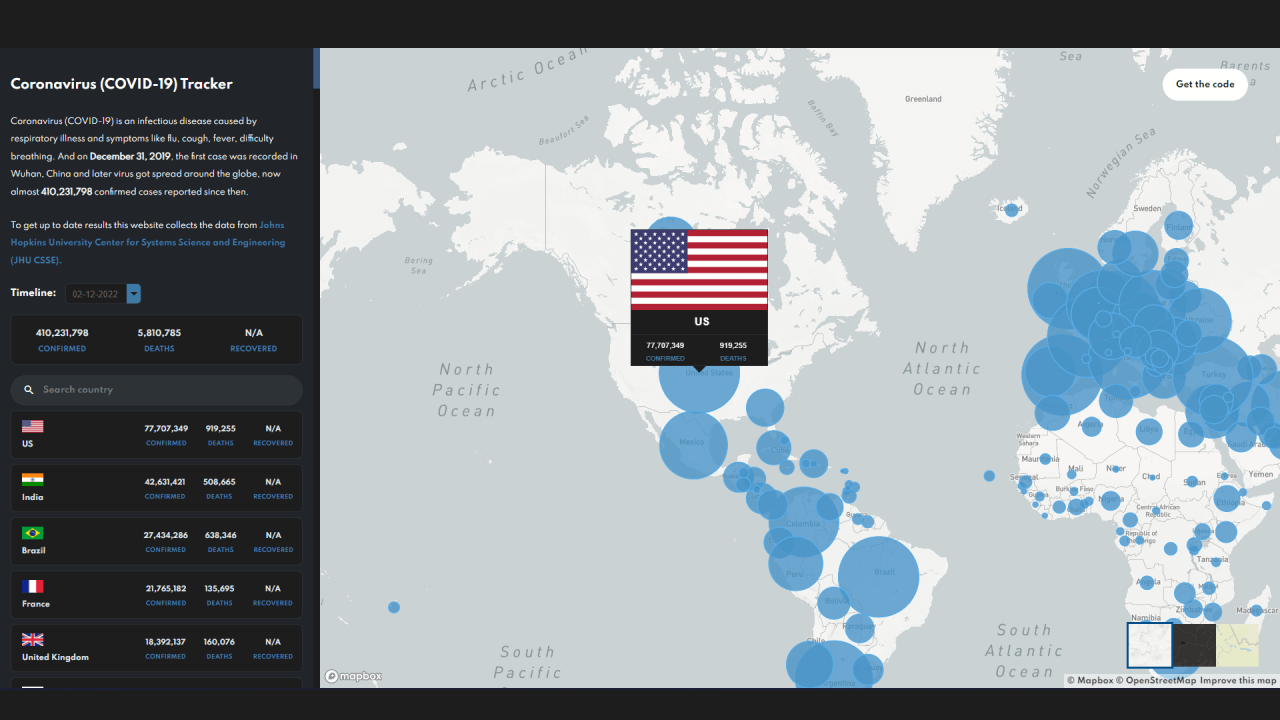 Coronavirus (COVID-19) Tracker
Coronavirus (COVID-19) is an infectious disease caused by
respiratory illness and symptoms like flu, cough, fever, difficulty
breathing. And on December 31, 2019, the first case was recorded in
Wuhan, China and later virus got spread around the globe, now
almost 410,231,798 confirmed cases reported since then.
To get up to date results this website collects the data from Johns
Hopkins University Center for Systems Science and Engineering
(JHU CSSE).
Timeline: 02-12-2022
410,231,798 5,810,785 N/A
CONFIRMED DEATHS RECOVERED
Search country
77,707,349 919,255 N/A
US CONFIRMED DEATHS RECOVERED
42,631,421 508,665 N/A
India CONFIRMED DEATHS RECOVERED
27,434,286 638,346 N/A
Brazil CONFIRMED DEATHS RECOVERED
21,765,182 135,695 N/A
France CONFIRMED DEATHS RECOVERED
18,392,137 160,076 N/A
United Kingdom CONFIRMED DEATHS RECOVERED
Arctic Ocean
Sea
Barents
a
Get the code
Greenland
Beaufort Sea
Baffin Bay
Norwegian Sea
Iceland
Sweden
Finland
Bering
Sea
US
77,707,349 919,255
CONFIRMED DEATHS
United States
North
Pacific
Ocean
North
Atlantic
Ocean
Ukraine
Turkey
Mexico
Cuba
Algeria
Libya
Saudi Arab
Western
Sahara
Mauritania
Mali
Niger
Chad
Sudan
Eritrea
Yemen
Senegal
Burkina Faso
Guinea
Nigeria
Ethiopia
Central African
Republic
Colombia
Republic of
the Congo
Tanzania
Peru
Brazil
Bolivia
Angola
Zimbabwe
Madagascar
Namibia
Paraguay
Chile
Argentina
South
Pacific
South
Atlantic
Ocean
mapbox
© Mapbox © OpenStreetMap Improve this map